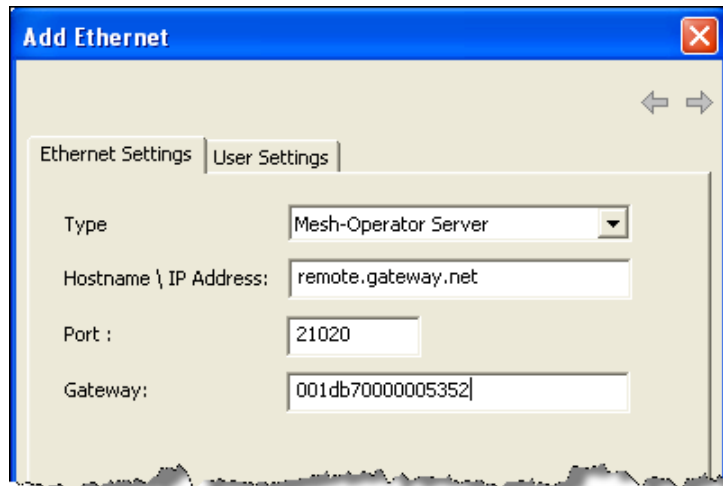 Add Ethernet
Ethernet Settings User Settings
Type Mesh-Operator Server
Hostname \ IP Address: remote.gateway.net
Port : 21020
Gateway: 001db70000005352